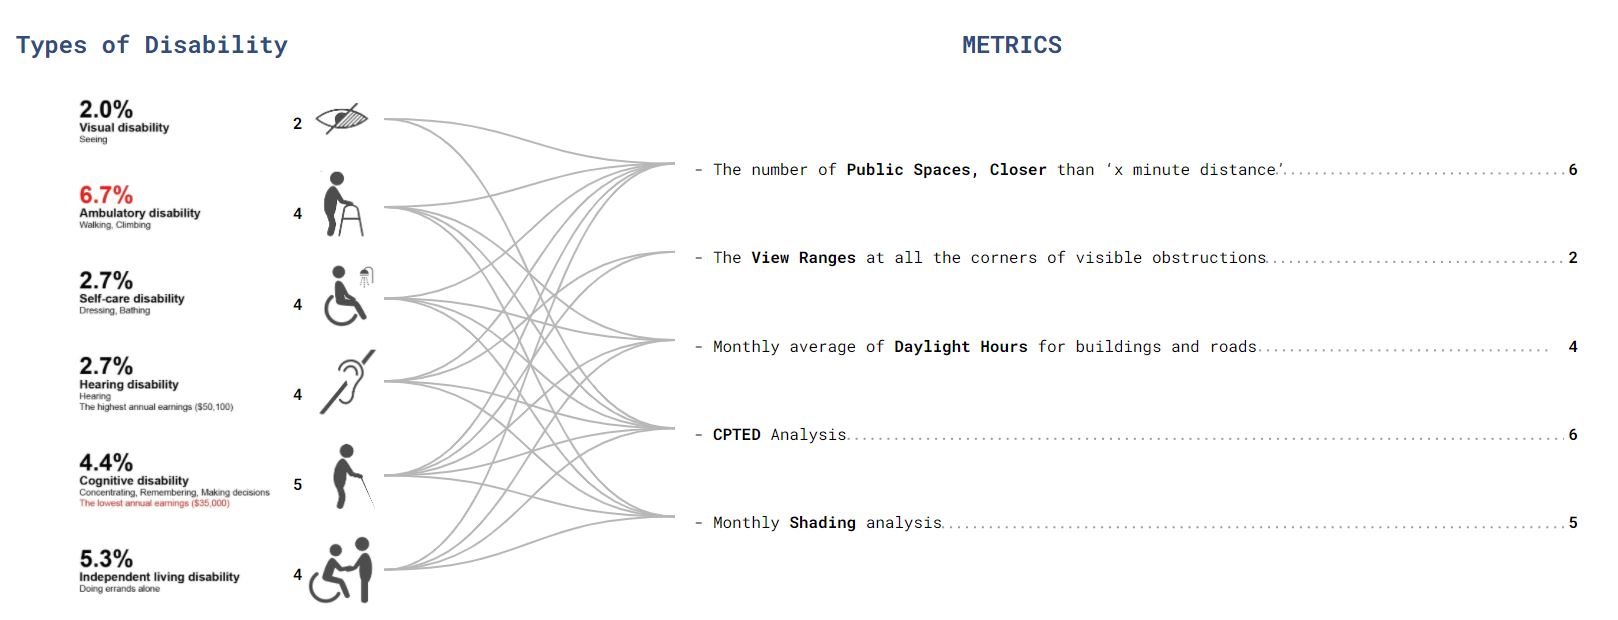 Types of Disability
METRICS
2.0%
Visual disability
Seeing
2
6.7%
Ambulatory disability
Walking, Climbing
4
2.7%
Self-care disability
Dressing, Bathing
4
2.7%
Hearing disability
Hearing
The highest annual earnings ($50,100)
4
4.4%
Cognitive disability
Concentrating, Remembering, Making decisions
The lowest annual earnings ($35,000)
5
5.3%
Independent living disability
Doing errands alone
4
- The number of Public Spaces, Closer than ‘x minute distance’ 6
- The View Ranges at all the corners of visible obstructions 2
- Monthly average of Daylight Hours for buildings and roads 4
- CPTED Analysis 6
- Monthly Shading analysis 5